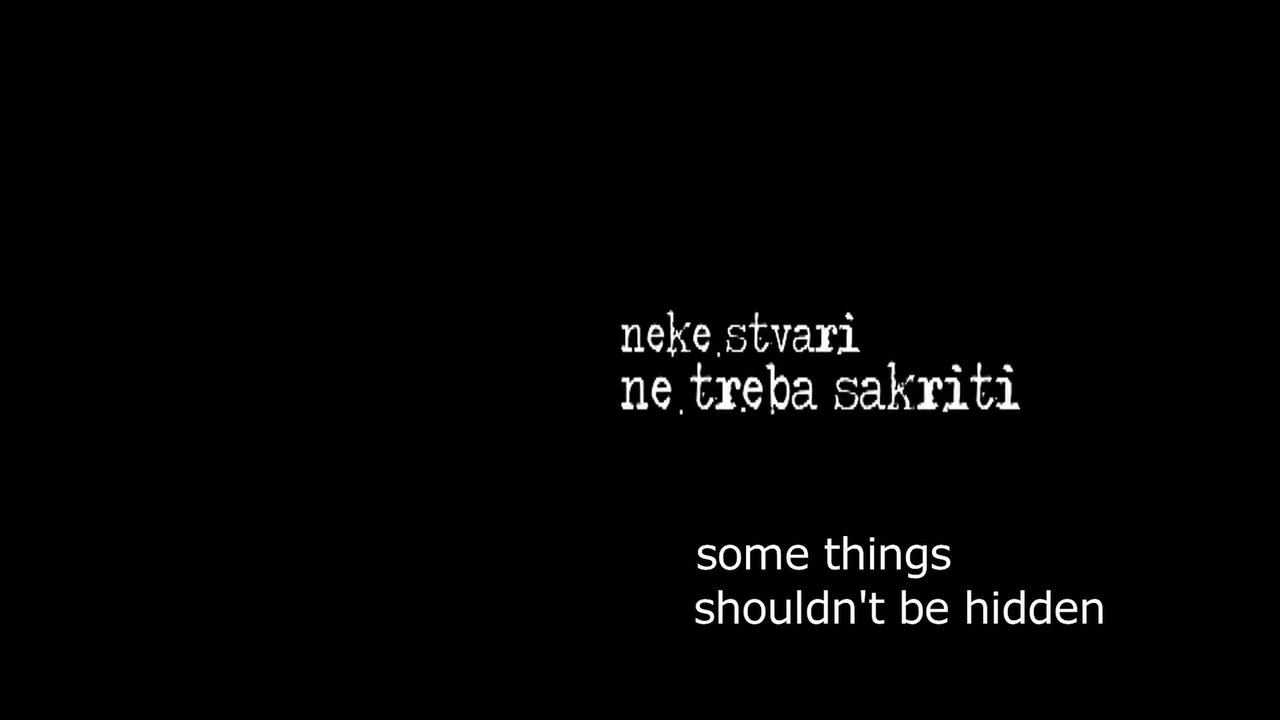 neke stvari
ne treba sakriti
some things
shouldn't be hidden